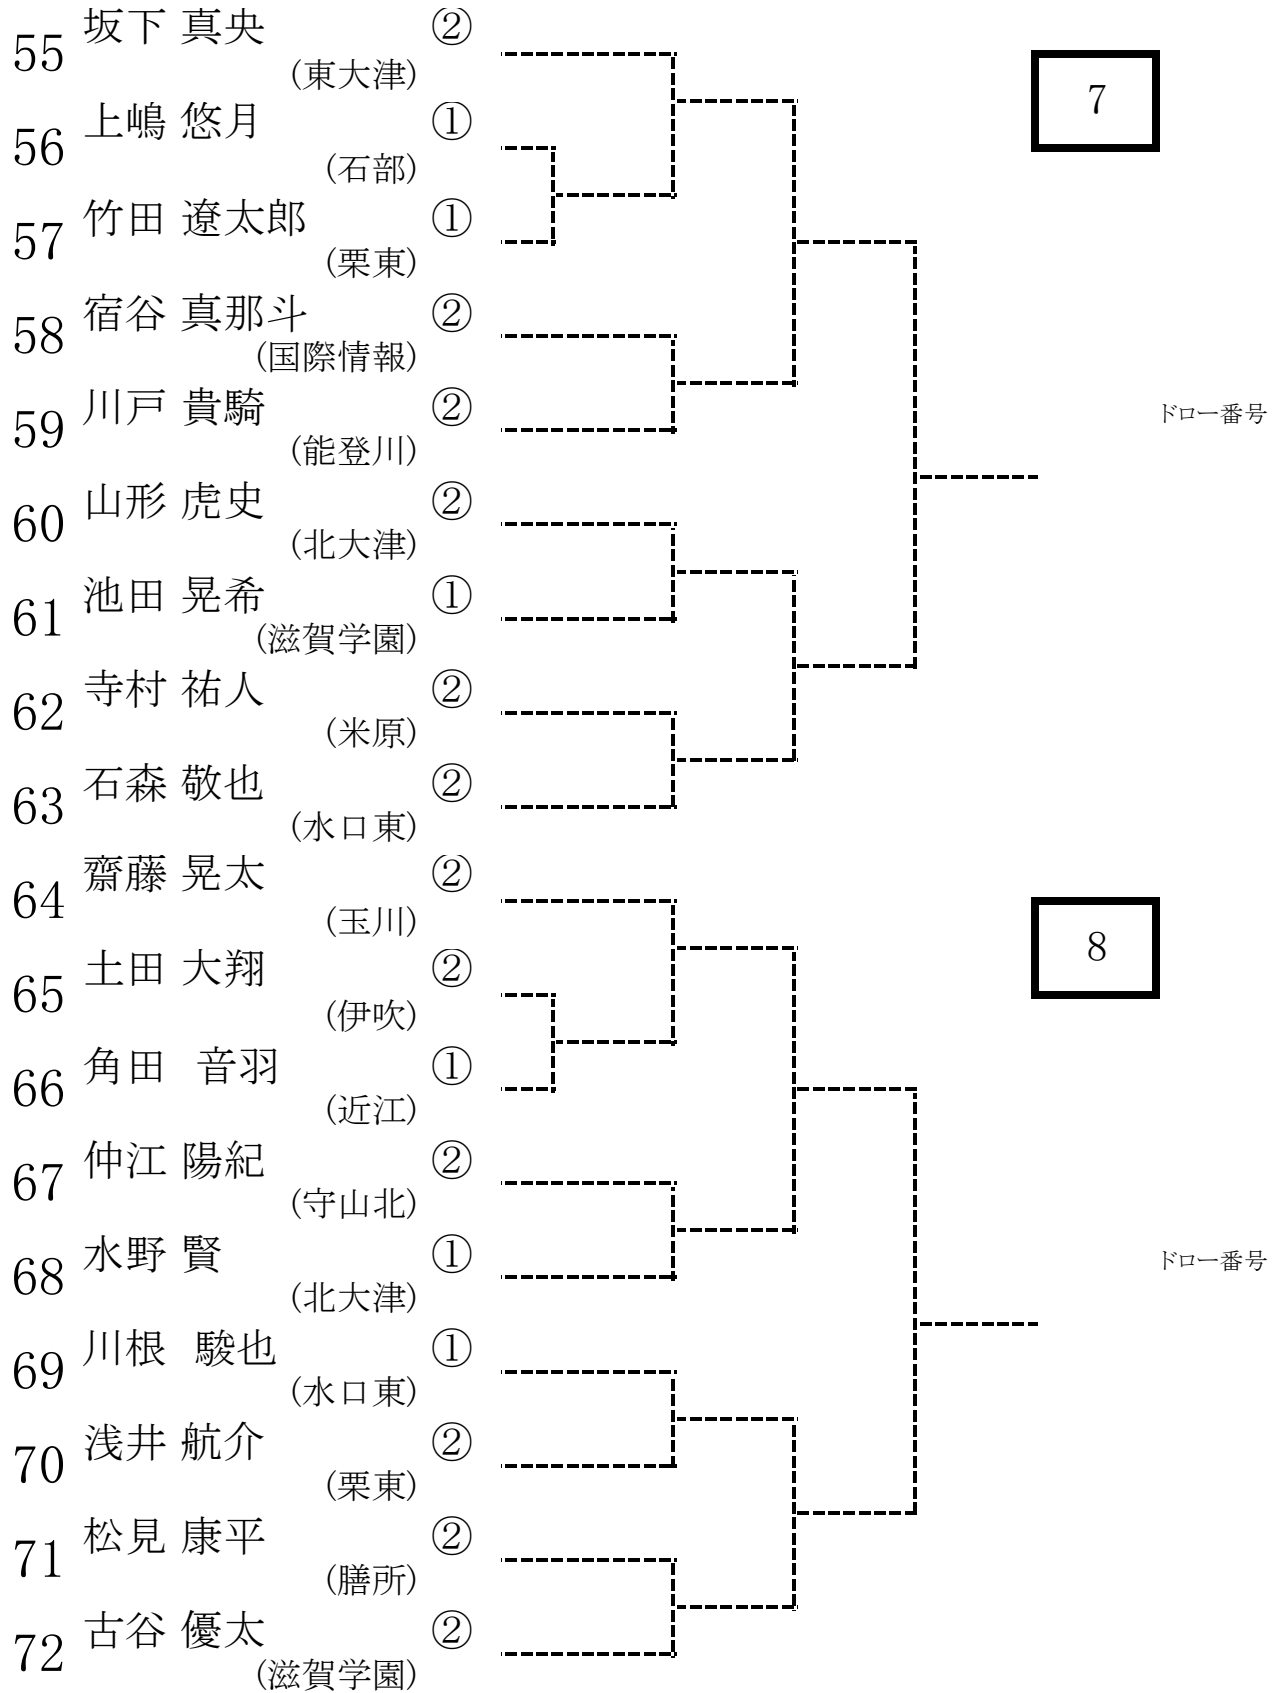 55 坂下 真央 ②
(東大津)
7
56 上嶋 悠月 ①
(石部)
57 竹田 遼太郎 ①
(栗東)
58 宿谷 真那斗 ②
(国際情報)
59 川戸 貴騎 ②
(能登川)
ドロー番号
60 山形 虎史 ②
(北大津)
61 池田 晃希 ①
(滋賀学園)
62 寺村 祐人 ②
(米原)
63 石森 敬也 ②
(水口東)
64 齋藤 晃太 ②
(玉川)
8
65 土田 大翔 ②
(伊吹)
66 角田 音羽 ①
(近江)
67 仲江 陽紀 ②
(守山北)
68 水野 賢 ①
(北大津)
ドロー番号
69 川根 駿也 ①
(水口東)
70 浅井 航介 ②
(栗東)
71 松見 康平 ②
(膳所)
72 古谷 優太 ②
(滋賀学園)